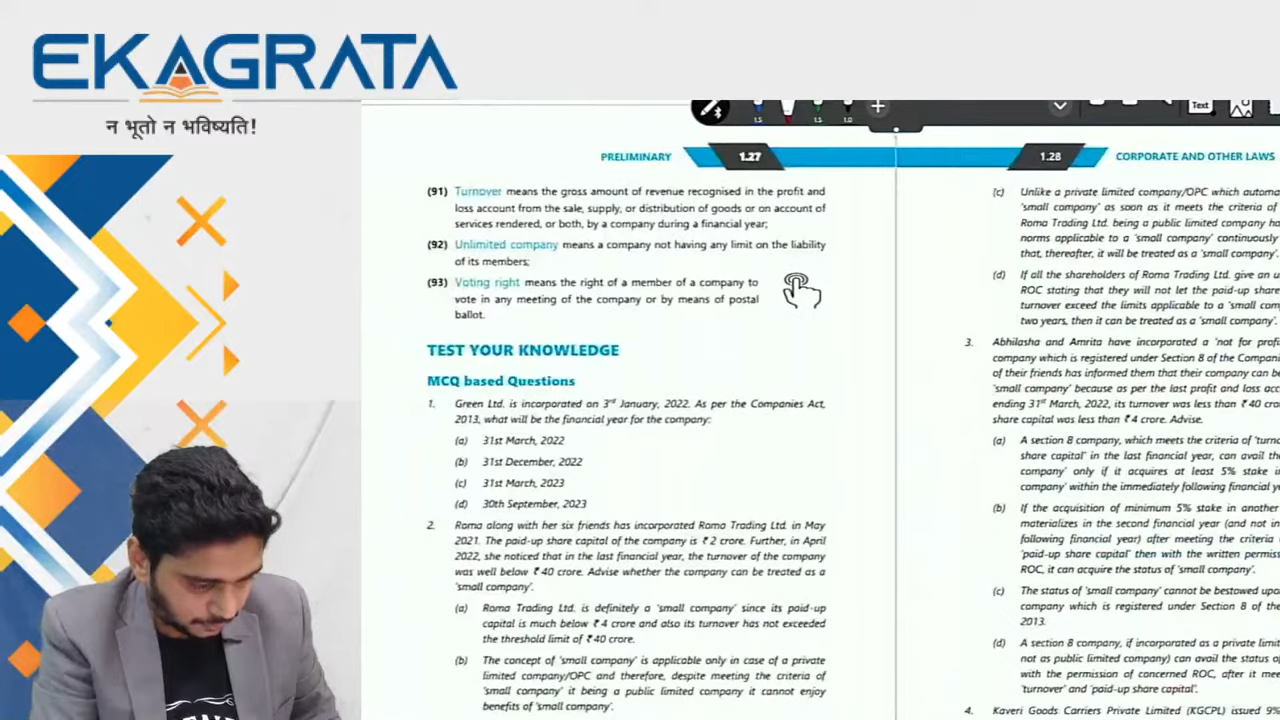 EKAGRATA
न भूतो न भविष्यति!
1.5
1.5
1.0
Text
PRELIMINARY
1.27
(91) Turnover means the gross amount of revenue recognised in the profit and
loss account from the sale, supply, or distribution of goods or on account of
services rendered, or both, by a company during a financial year;
(92) Unlimited company means a company not having any limit on the liability
of its members;
(93) Voting right means the right of a member of a company to
vote in any meeting of the company or by means of postal
ballot.
TEST YOUR KNOWLEDGE
MCQ based Questions
1. Green Ltd. is incorporated on 3rd January, 2022. As per the Companies Act,
2013, what will be the financial year for the company:
(a) 31st March, 2022
(b) 31st December, 2022
(c) 31st March, 2023
(d) 30th September, 2023
2. Roma along with her six friends has incorporated Roma Trading Ltd. in May
2021. The paid-up share capital of the company is ₹ 2 crore. Further, in April
2022, she noticed that in the last financial year, the turnover of the company
was well below ₹ 40 crore. Advise whether the company can be treated as a
'small company'.
(a) Roma Trading Ltd. is definitely a 'small company' since its paid-up
capital is much below ₹ 4 crore and also its turnover has not exceeded
the threshold limit of ₹ 40 crore.
(b) The concept of 'small company' is applicable only in case of a private
limited company/OPC and therefore, despite meeting the criteria of
'small company' it being a public limited company it cannot enjoy
benefits of 'small company'.
1.28
CORPORATE AND OTHER LAWS
(c) Unlike a private limited company/OPC which automa
'small company' as soon as it meets the criteria of
Roma Trading Ltd. being a public limited company ha
norms applicable to a 'small company' continuously
that, thereafter, it will be treated as a 'small company'.
(d) If all the shareholders of Roma Trading Ltd. give an u
ROC stating that they will not let the paid-up share
turnover exceed the limits applicable to a 'small com
two years, then it can be treated as a 'small company'.
3. Abhilasha and Amrita have incorporated a 'not for profi
company which is registered under Section 8 of the Compani
of their friends has informed them that their company can be
'small company' because as per the last profit and loss acc
ending 31st March, 2022, its turnover was less than ₹ 40 cro
share capital was less than ₹ 4 crore. Advise.
(a) A section 8 company, which meets the criteria of 'turno
share capital' in the last financial year, can avail the
company' only if it acquires at least 5% stake in
company' within the immediately following financial ye
(b) If the acquisition of minimum 5% stake in another
materializes in the second financial year (and not in
following financial year) after meeting the criteria
'paid-up share capital' then with the written permiss
ROC, it can acquire the status of 'small company'.
(c) The status of 'small company' cannot be bestowed upo
company which is registered under Section 8 of the
2013.
(d) A section 8 company, if incorporated as a private limit
not as public limited company) can avail the status of
with the permission of concerned ROC, after it mee
'turnover' and 'paid-up share capital'.
4. Kaveri Goods Carriers Private Limited (KGCPL) issued 9%